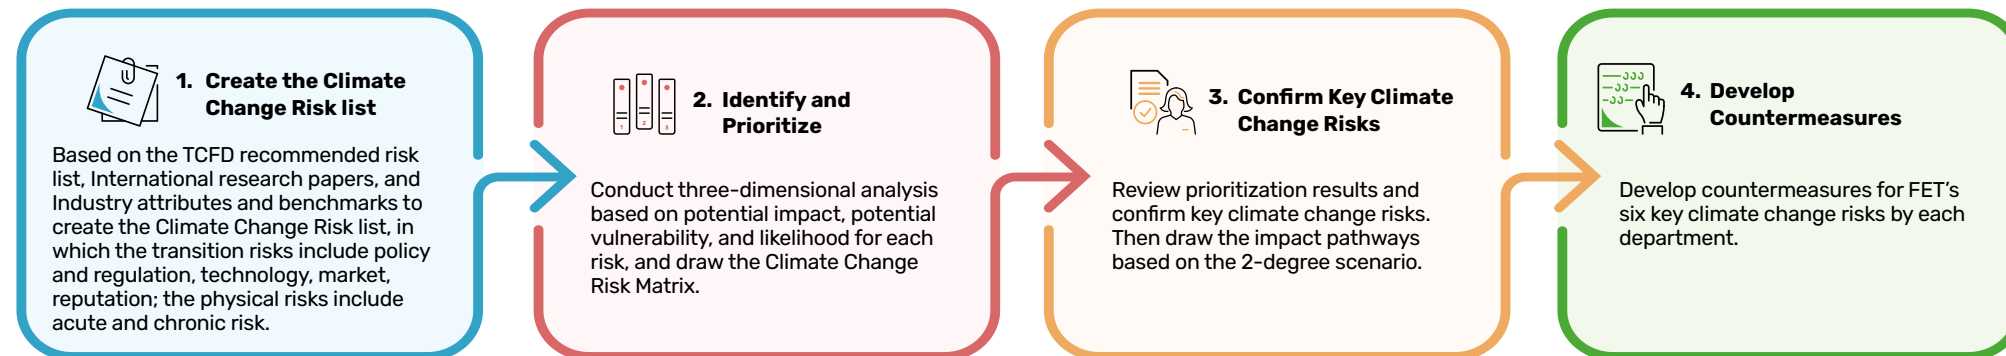 1. Create the Climate
Change Risk list
Based on the TCFD recommended risk
list, International research papers, and
Industry attributes and benchmarks to
create the Climate Change Risk list, in
which the transition risks include policy
and regulation, technology, market,
reputation; the physical risks include
acute and chronic risk.
1 2 3
2. Identify and
Prioritize
Conduct three-dimensional analysis
based on potential impact, potential
vulnerability, and likelihood for each
risk, and draw the Climate Change
Risk Matrix.
3. Confirm Key Climate
Change Risks
Review prioritization results and
confirm key climate change risks.
Then draw the impact pathways
based on the 2-degree scenario.
4. Develop
Countermeasures
Develop countermeasures for FET's
six key climate change risks by each
department.